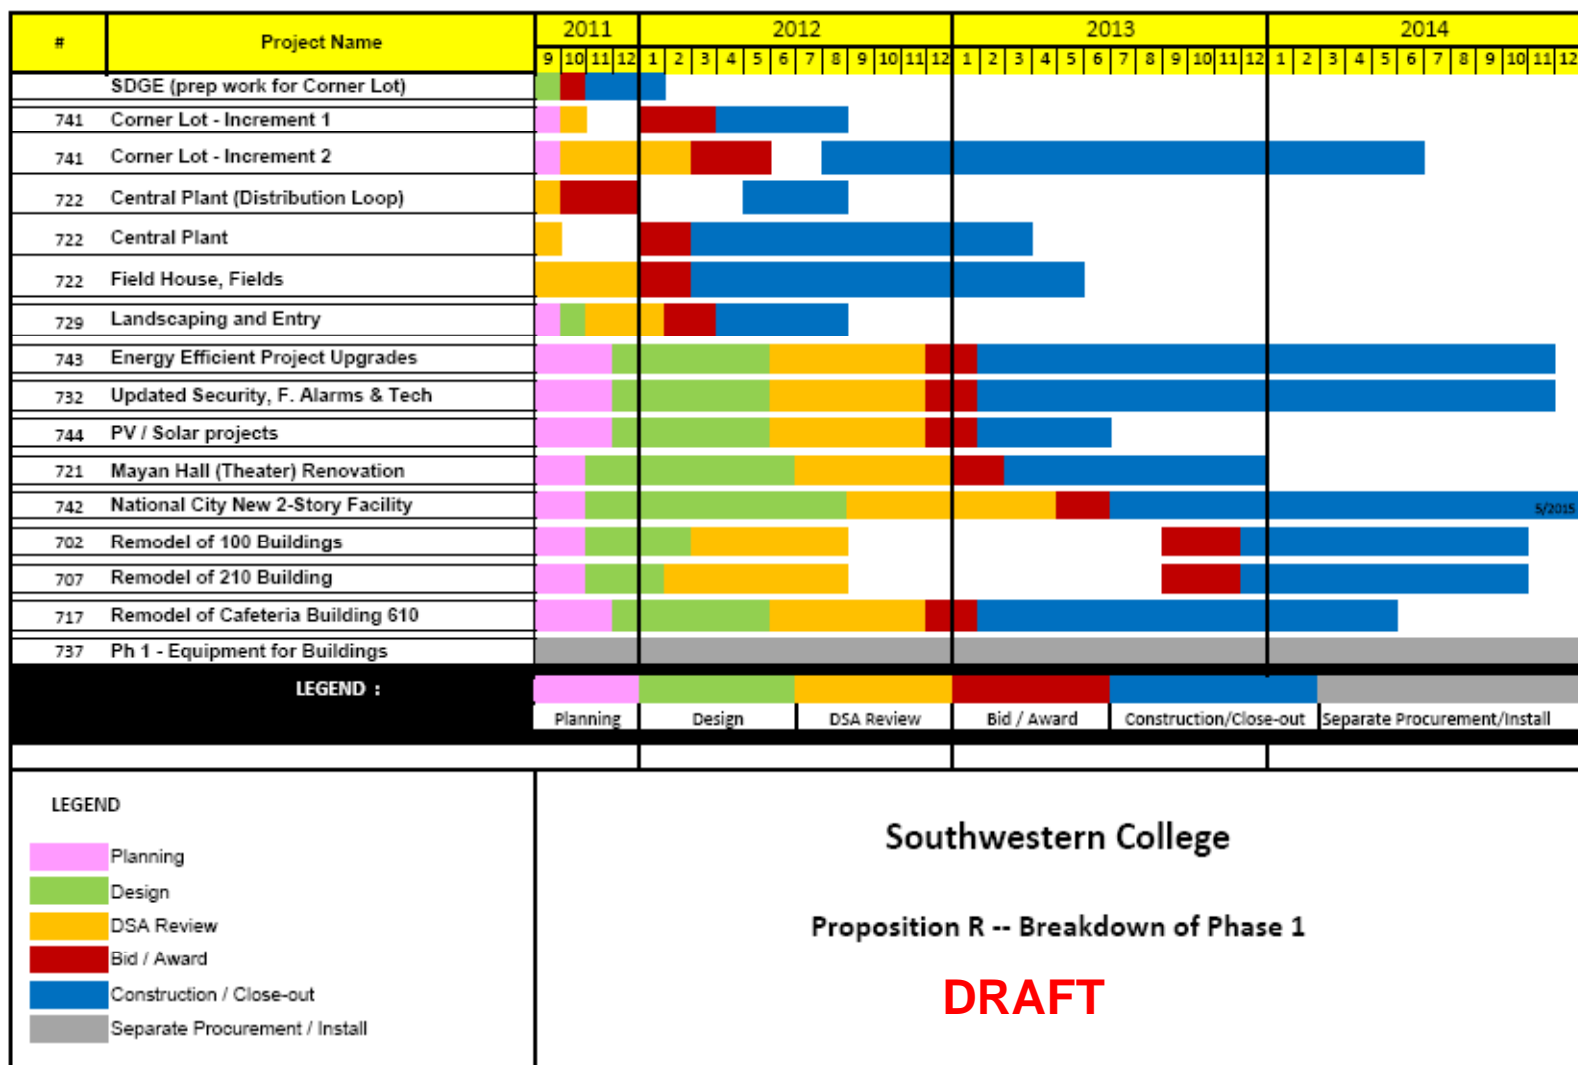 # Project Name 2011 2012 2013 2014
9 10 11 12 1 2 3 4 5 6 7 8 9 10 11 12 1 2 3 4 5 6 7 8 9 10 11 12 1 2 3 4 5 6 7 8 9 10 11 12
SDGE (prep work for Corner Lot)
741 Corner Lot - Increment 1
741 Corner Lot - Increment 2
722 Central Plant (Distribution Loop)
722 Central Plant
722 Field House, Fields
729 Landscaping and Entry
743 Energy Efficient Project Upgrades
732 Updated Security, F. Alarms & Tech
744 PV / Solar projects
721 Mayan Hall (Theater) Renovation
742 National City New 2-Story Facility 5/2015
702 Remodel of 100 Buildings
707 Remodel of 210 Building
717 Remodel of Cafeteria Building 610
737 Ph 1 - Equipment for Buildings
LEGEND :
Planning Design DSA Review Bid / Award Construction/Close-out Separate Procurement/Install
LEGEND
Planning
Design
DSA Review
Bid / Award
Construction / Close-out
Separate Procurement / Install
Southwestern College
Proposition R -- Breakdown of Phase 1
DRAFT